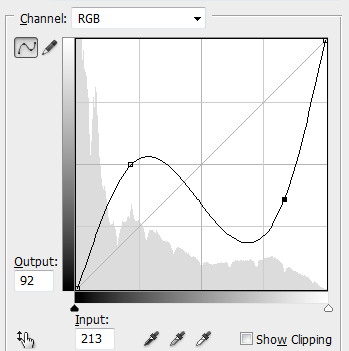 Channel: RGB
Output:
92
Input:
213
Show Clipping